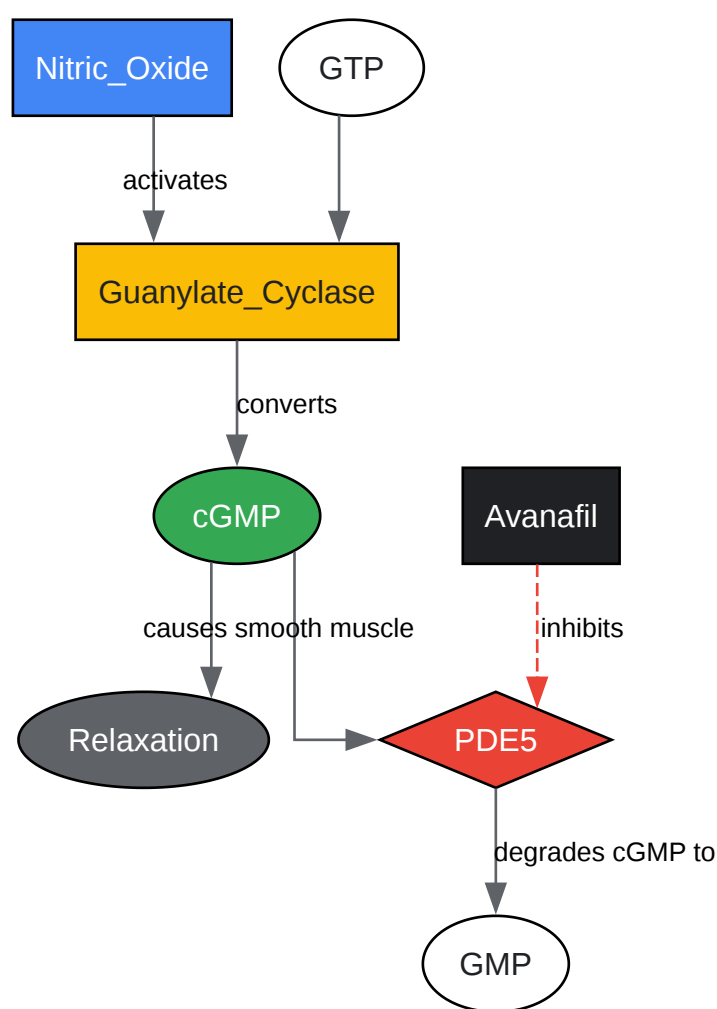 Nitric_Oxide
GTP
activates
Guanylate_Cyclase
converts
cGMP
Avanafil
causes smooth muscle
inhibits
Relaxation
PDE5
degrades cGMP to
GMP